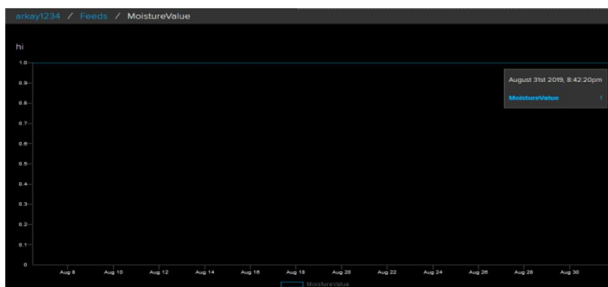 arkay1234 / Feeds / MoistureValue
hi
1.0
August 31st 2019, 8:42:20pm
0.9
MoistureValue 1
0.8
0.7
0.6
0.5
0.4
0.3
0.2
0.1
0
Aug 8 Aug 10 Aug 12 Aug 14 Aug 16 Aug 18 Aug 20 Aug 22 Aug 24 Aug 26 Aug 28 Aug 30
MoistureValue